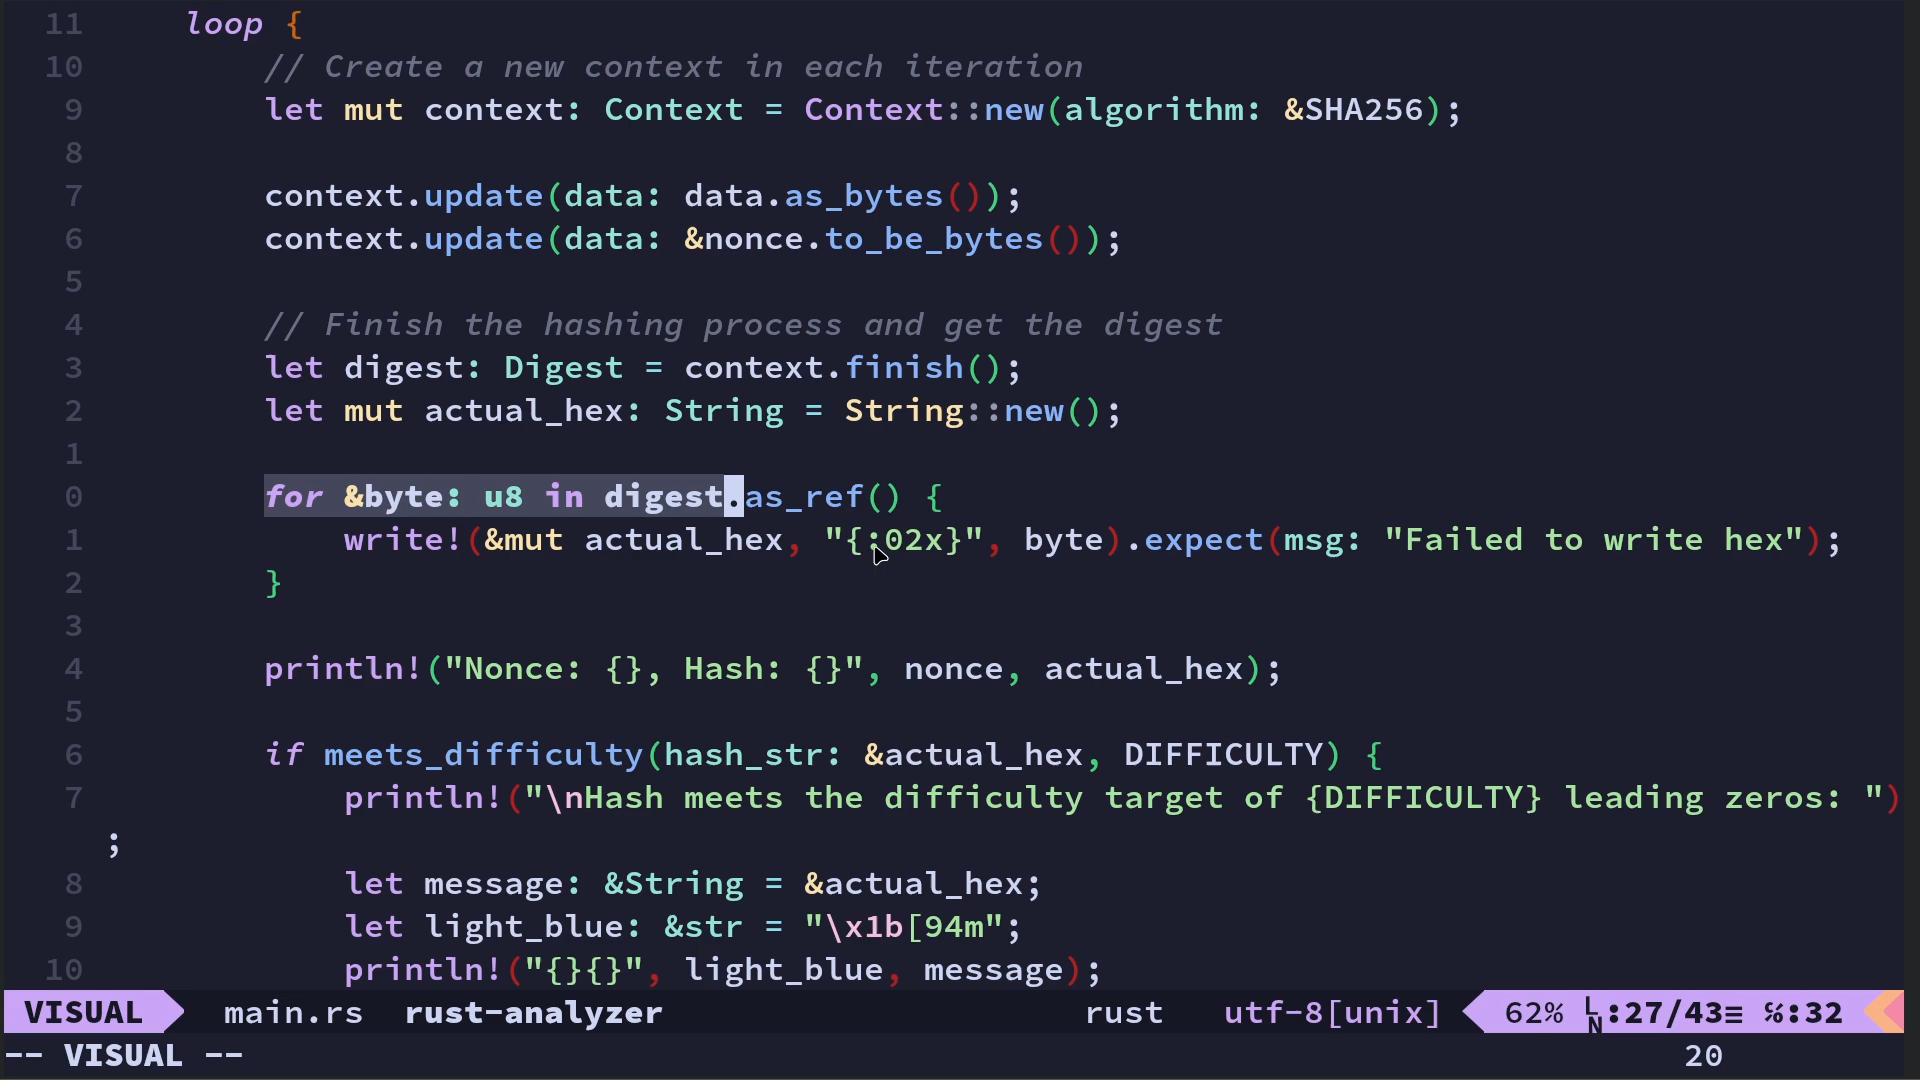 11 loop {
10 // Create a new context in each iteration
9 let mut context: Context = Context::new(algorithm: &SHA256);
8
7 context.update(data: data.as_bytes());
6 context.update(data: &nonce.to_be_bytes());
5
4 // Finish the hashing process and get the digest
3 let digest: Digest = context.finish();
2 let mut actual_hex: String = String::new();
1
0 for &byte: u8 in digest.as_ref() {
1 write!(&mut actual_hex, "{:02x}", byte).expect(msg: "Failed to write hex");
2 }
3
4 println!("Nonce: {}, Hash: {}", nonce, actual_hex);
5
6 if meets_difficulty(hash_str: &actual_hex, DIFFICULTY) {
7 println!("\nHash meets the difficulty target of {DIFFICULTY} leading zeros: ")
;
8 let message: &String = &actual_hex;
9 let light_blue: &str = "\x1b[94m";
10 println!("{}{}", light_blue, message);
VISUAL main.rs rust-analyzer rust utf-8[unix] 62% LN:27/43≡ ℅:32
-- VISUAL -- 20